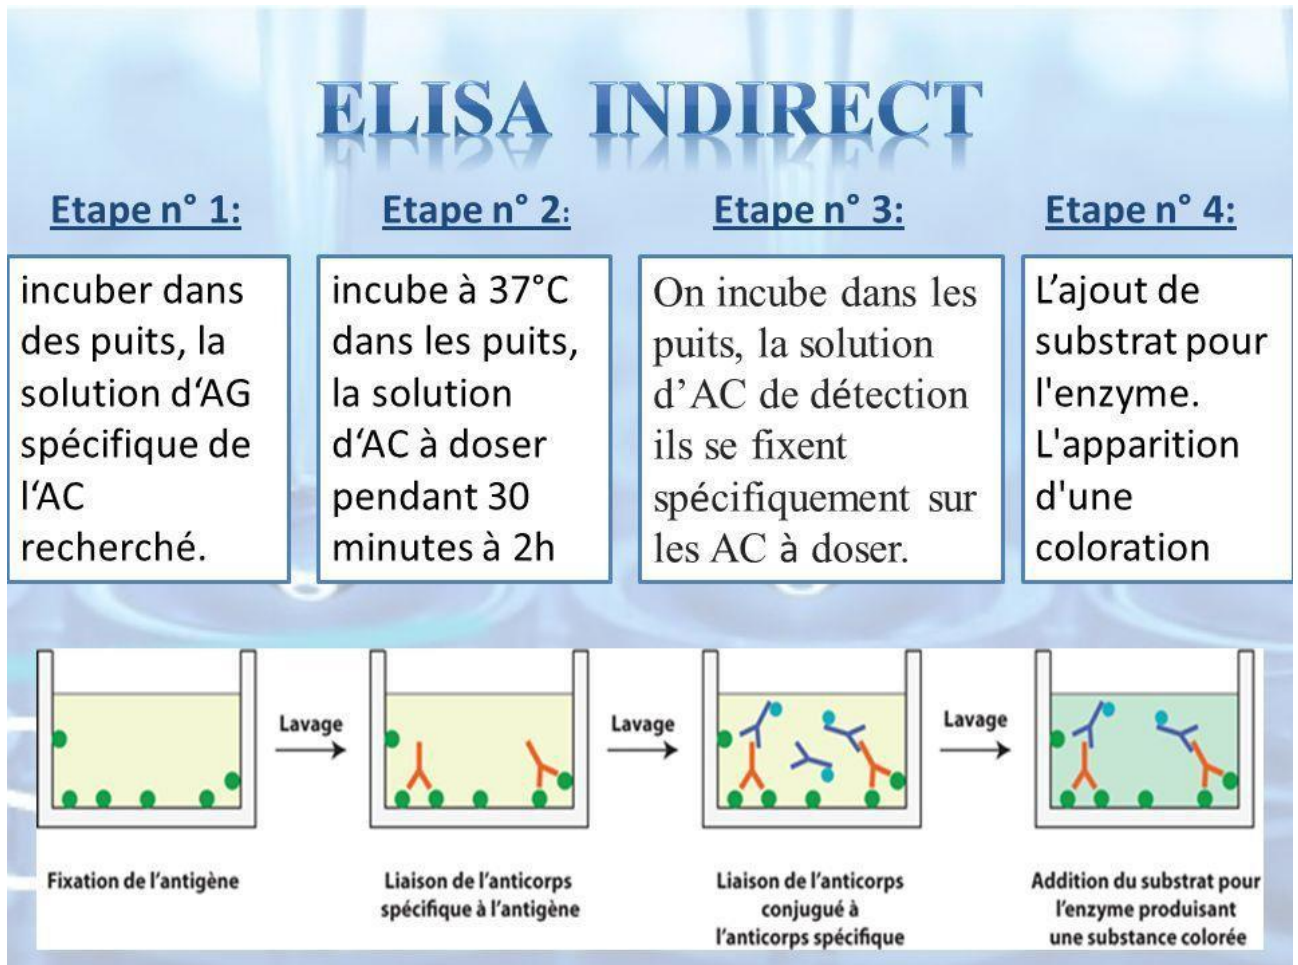 ELISA INDIRECT
Etape n° 1:
incuber dans
des puits, la
solution d‘AG
spécifique de
l‘AC
recherché.
Etape n° 2:
incube à 37°C
dans les puits,
la solution
d‘AC à doser
pendant 30
minutes à 2h
Etape n° 3:
On incube dans les
puits, la solution
d’AC de détection
ils se fixent
spécifiquement sur
les AC à doser.
Etape n° 4:
L’ajout de
substrat pour
l'enzyme.
L'apparition
d'une
coloration
Lavage
Lavage
Lavage
Fixation de l’antigène
Liaison de l’anticorps
spécifique à l’antigène
Liaison de l’anticorps
conjugué à
l’anticorps spécifique
Addition du substrat pour
l’enzyme produisant
une substance colorée